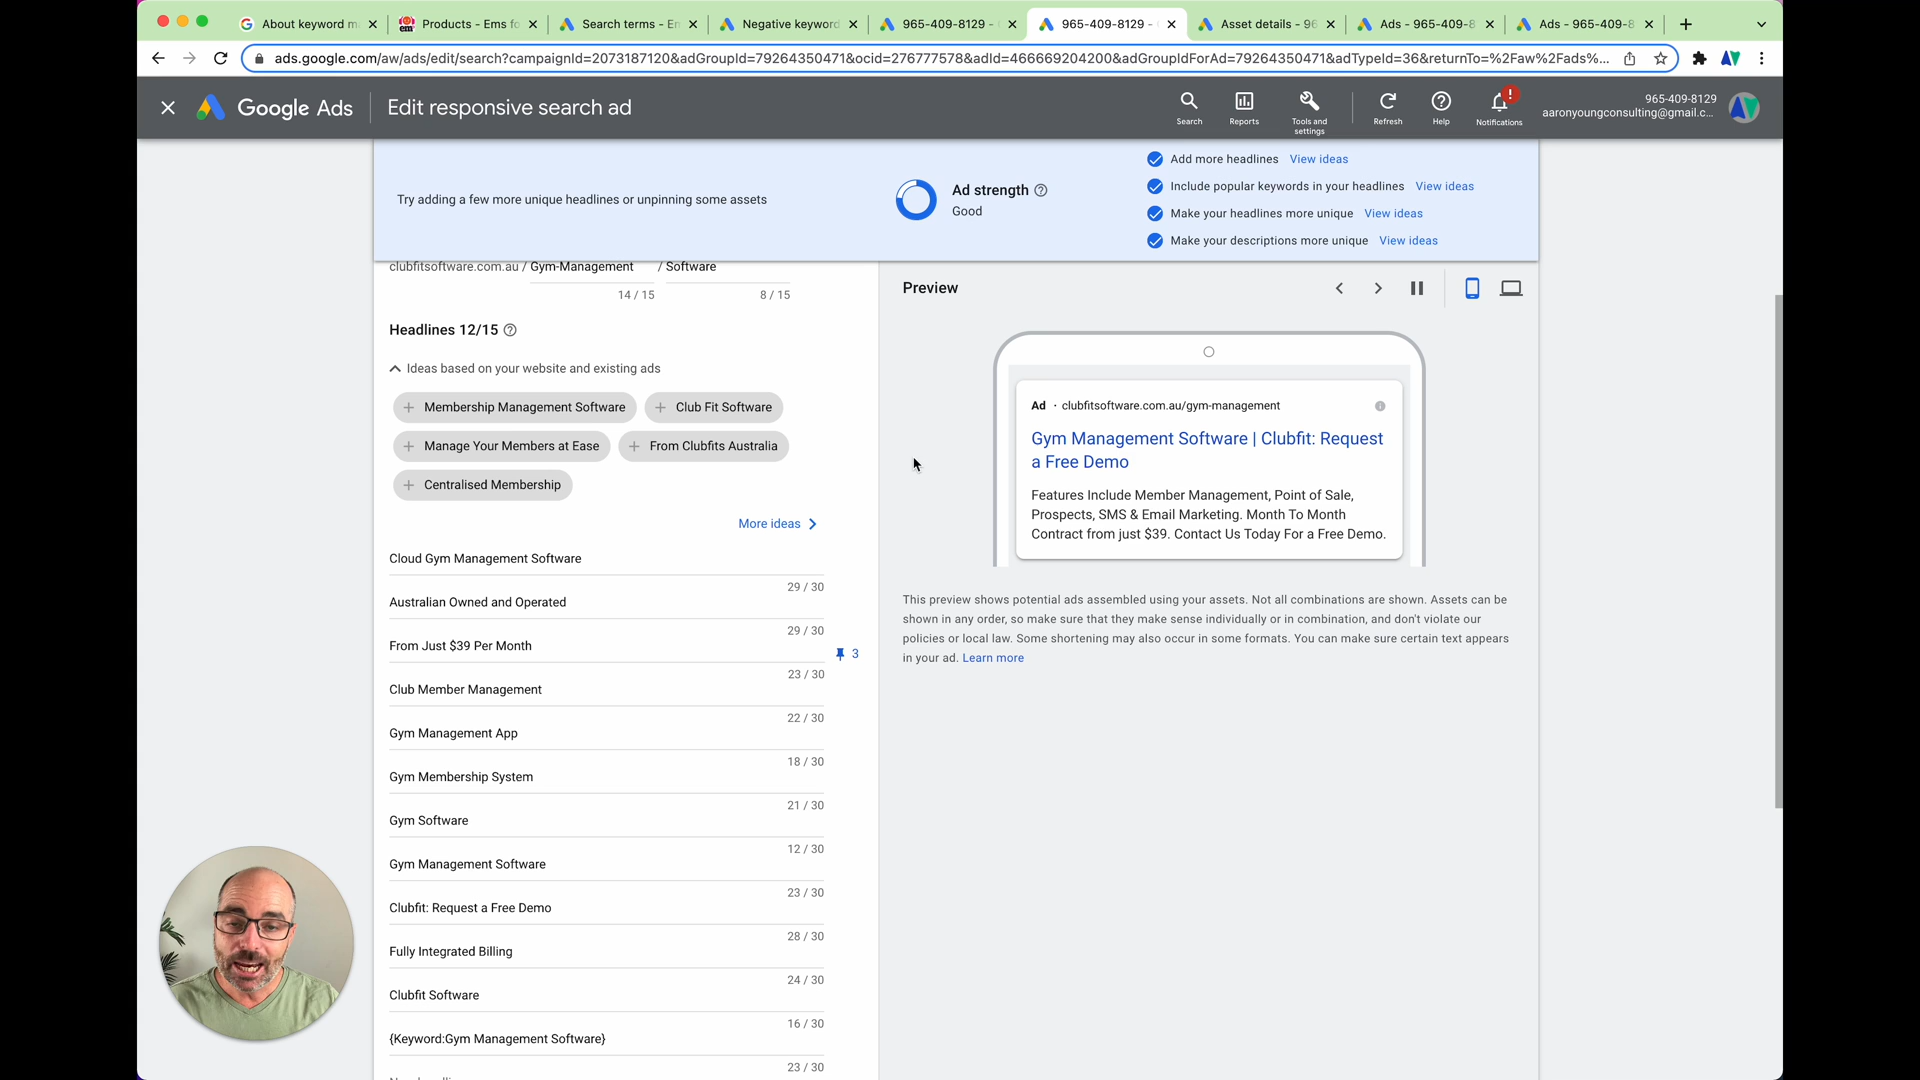 About keyword m
Products - Ems fo
Search terms - En
Negative keyword
965-409-8129 -
965-409-8129 -
Asset details - 96
Ads - 965-409-8
Ads - 965-409-8
ads.google.com/aw/ads/edit/search?campaignId=2073187120&adGroupId=79264350471&ocid=276777578&adId=466669204200&adGroupIdForAd=79264350471&adTypeId=36&returnTo=%2Faw%2Fads%...
Google Ads
Edit responsive search ad
Search
Reports
Tools and settings
Refresh
Help
Notifications
965-409-8129
aaronyoungconsulting@gmail.c...
Try adding a few more unique headlines or unpinning some assets
Ad strength
Good
Add more headlines View ideas
Include popular keywords in your headlines View ideas
Make your headlines more unique View ideas
Make your descriptions more unique View ideas
clubfitsoftware.com.au / Gym-Management / Software
14 / 15 8 / 15
Headlines 12/15
Ideas based on your website and existing ads
+ Membership Management Software
+ Club Fit Software
+ Manage Your Members at Ease
+ From Clubfits Australia
+ Centralised Membership
More ideas
Cloud Gym Management Software
29 / 30
Australian Owned and Operated
29 / 30
From Just $39 Per Month
3
23 / 30
Club Member Management
22 / 30
Gym Management App
18 / 30
Gym Membership System
21 / 30
Gym Software
12 / 30
Gym Management Software
23 / 30
Clubfit: Request a Free Demo
28 / 30
Fully Integrated Billing
24 / 30
Clubfit Software
16 / 30
{Keyword:Gym Management Software}
23 / 30
Preview
Ad · clubfitsoftware.com.au/gym-management
Gym Management Software | Clubfit: Request
a Free Demo
Features Include Member Management, Point of Sale,
Prospects, SMS & Email Marketing. Month To Month
Contract from just $39. Contact Us Today For a Free Demo.
This preview shows potential ads assembled using your assets. Not all combinations are shown. Assets can be
shown in any order, so make sure that they make sense individually or in combination, and don't violate our
policies or local law. Some shortening may also occur in some formats. You can make sure certain text appears
in your ad. Learn more